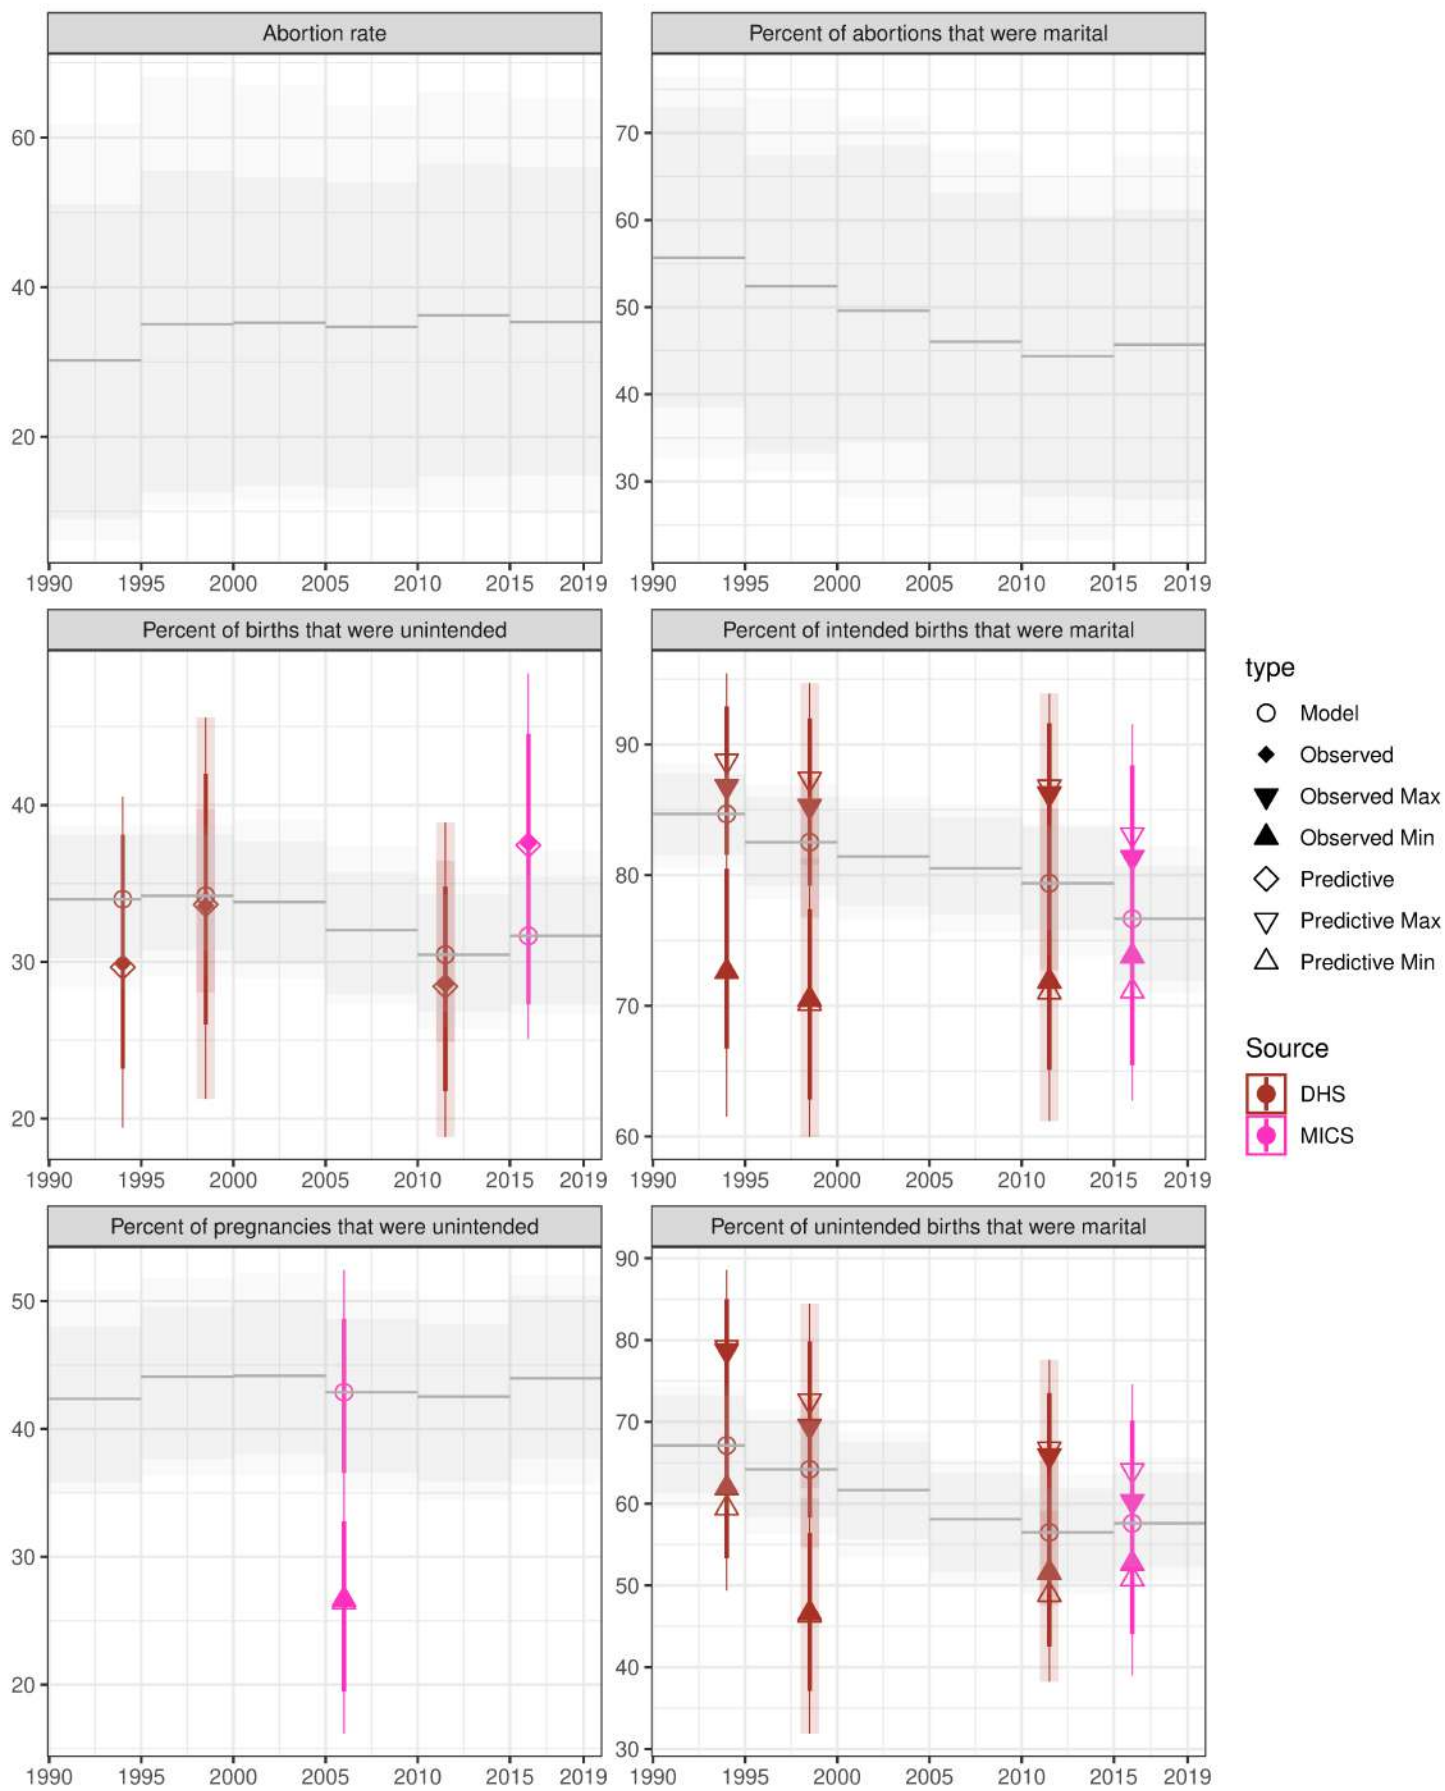 Abortion rate
Percent of abortions that were marital
60
40
20
70
60
50
40
30
1990 1995 2000 2005 2010 2015 2019
1990 1995 2000 2005 2010 2015 2019
Percent of births that were unintended
Percent of intended births that were marital
40
30
20
90
80
70
60
1990 1995 2000 2005 2010 2015 2019
1990 1995 2000 2005 2010 2015 2019
Percent of pregnancies that were unintended
Percent of unintended births that were marital
50
40
30
20
90
80
70
60
50
40
30
1990 1995 2000 2005 2010 2015 2019
1990 1995 2000 2005 2010 2015 2019
type
Model
Observed
Observed Max
Observed Min
Predictive
Predictive Max
Predictive Min
Source
DHS
MICS